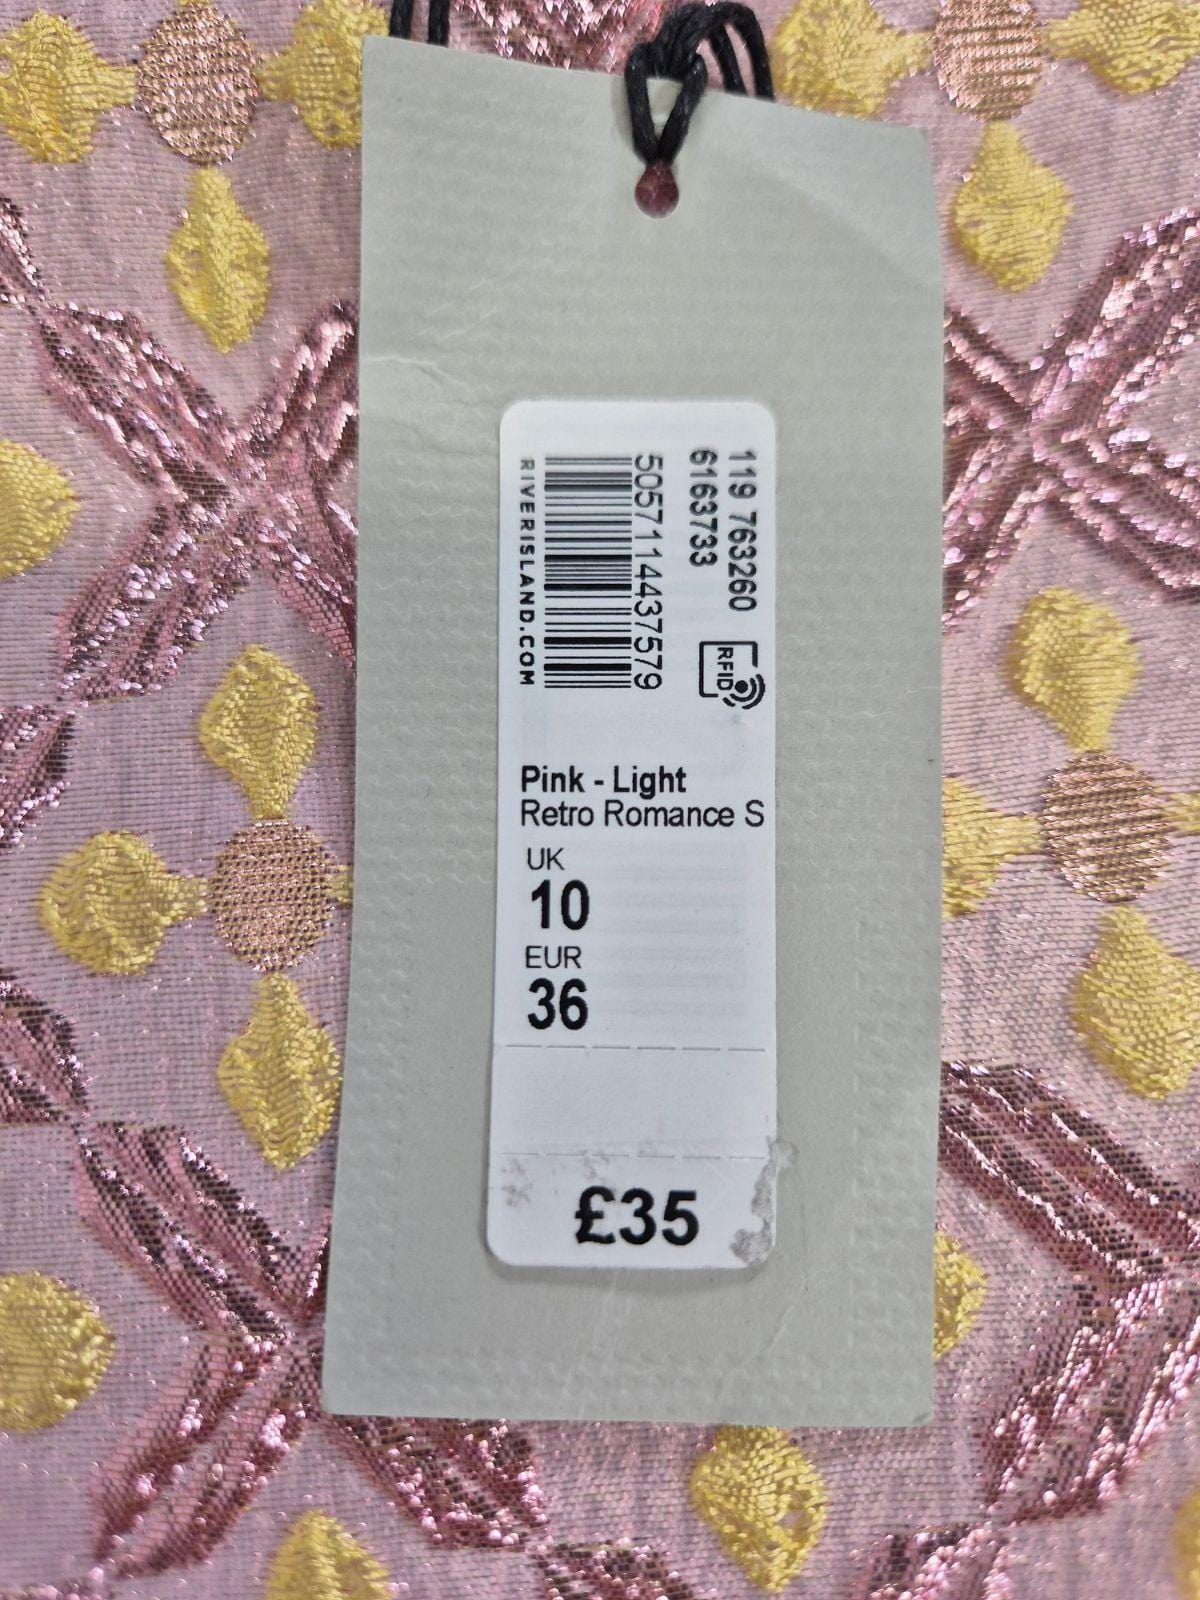 119 763260
6163733
RFID
5057114437579
RIVERISLAND.COM
Pink - Light
Retro Romance S
UK
10
EUR
36
£35